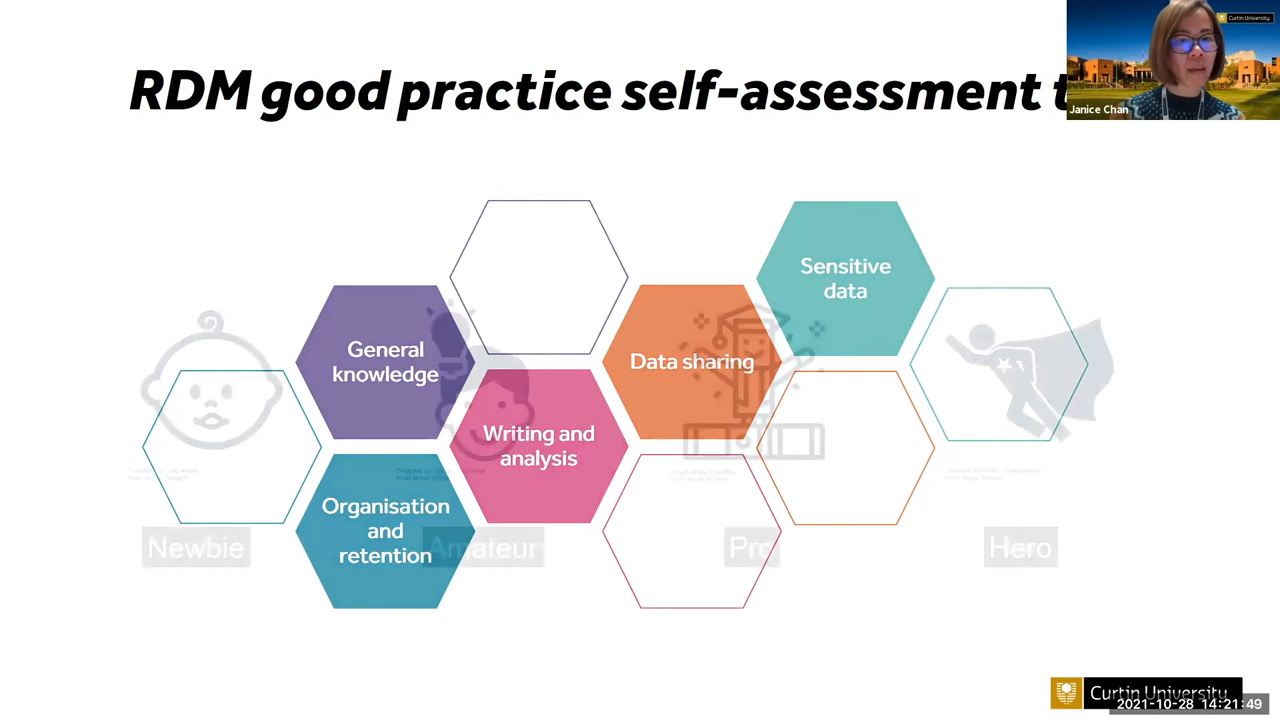 RDM good practice self-assessment t
Curtin University
Janice Chan
Sensitive
data
General
knowledge
Data sharing
Writing and
analysis
Organisation
and
retention
Newbie
Amateur
Pro
Hero
Curtin University
2021-10-28 14:21:49